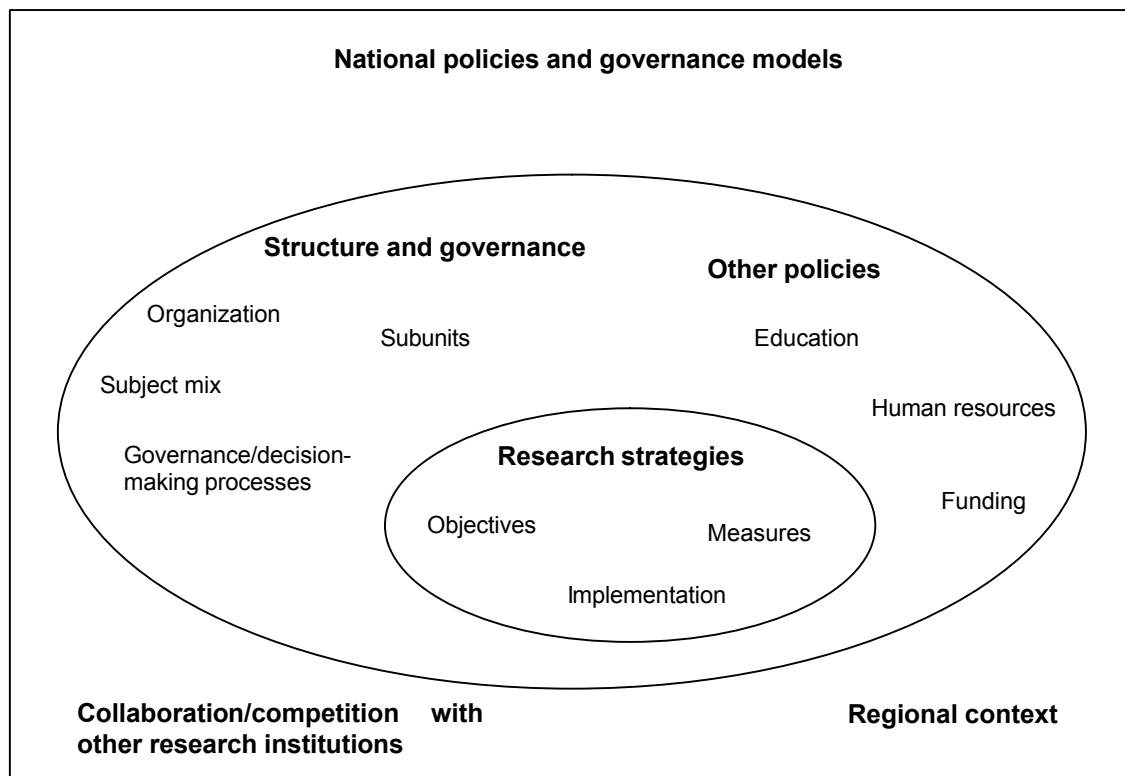 National policies and governance models
Structure and governance
Other policies
Organization
Subunits
Education
Subject mix
Human resources
Governance/decision-
making processes
Research strategies
Funding
Objectives
Measures
Implementation
Collaboration/competition with
other research institutions
Regional context